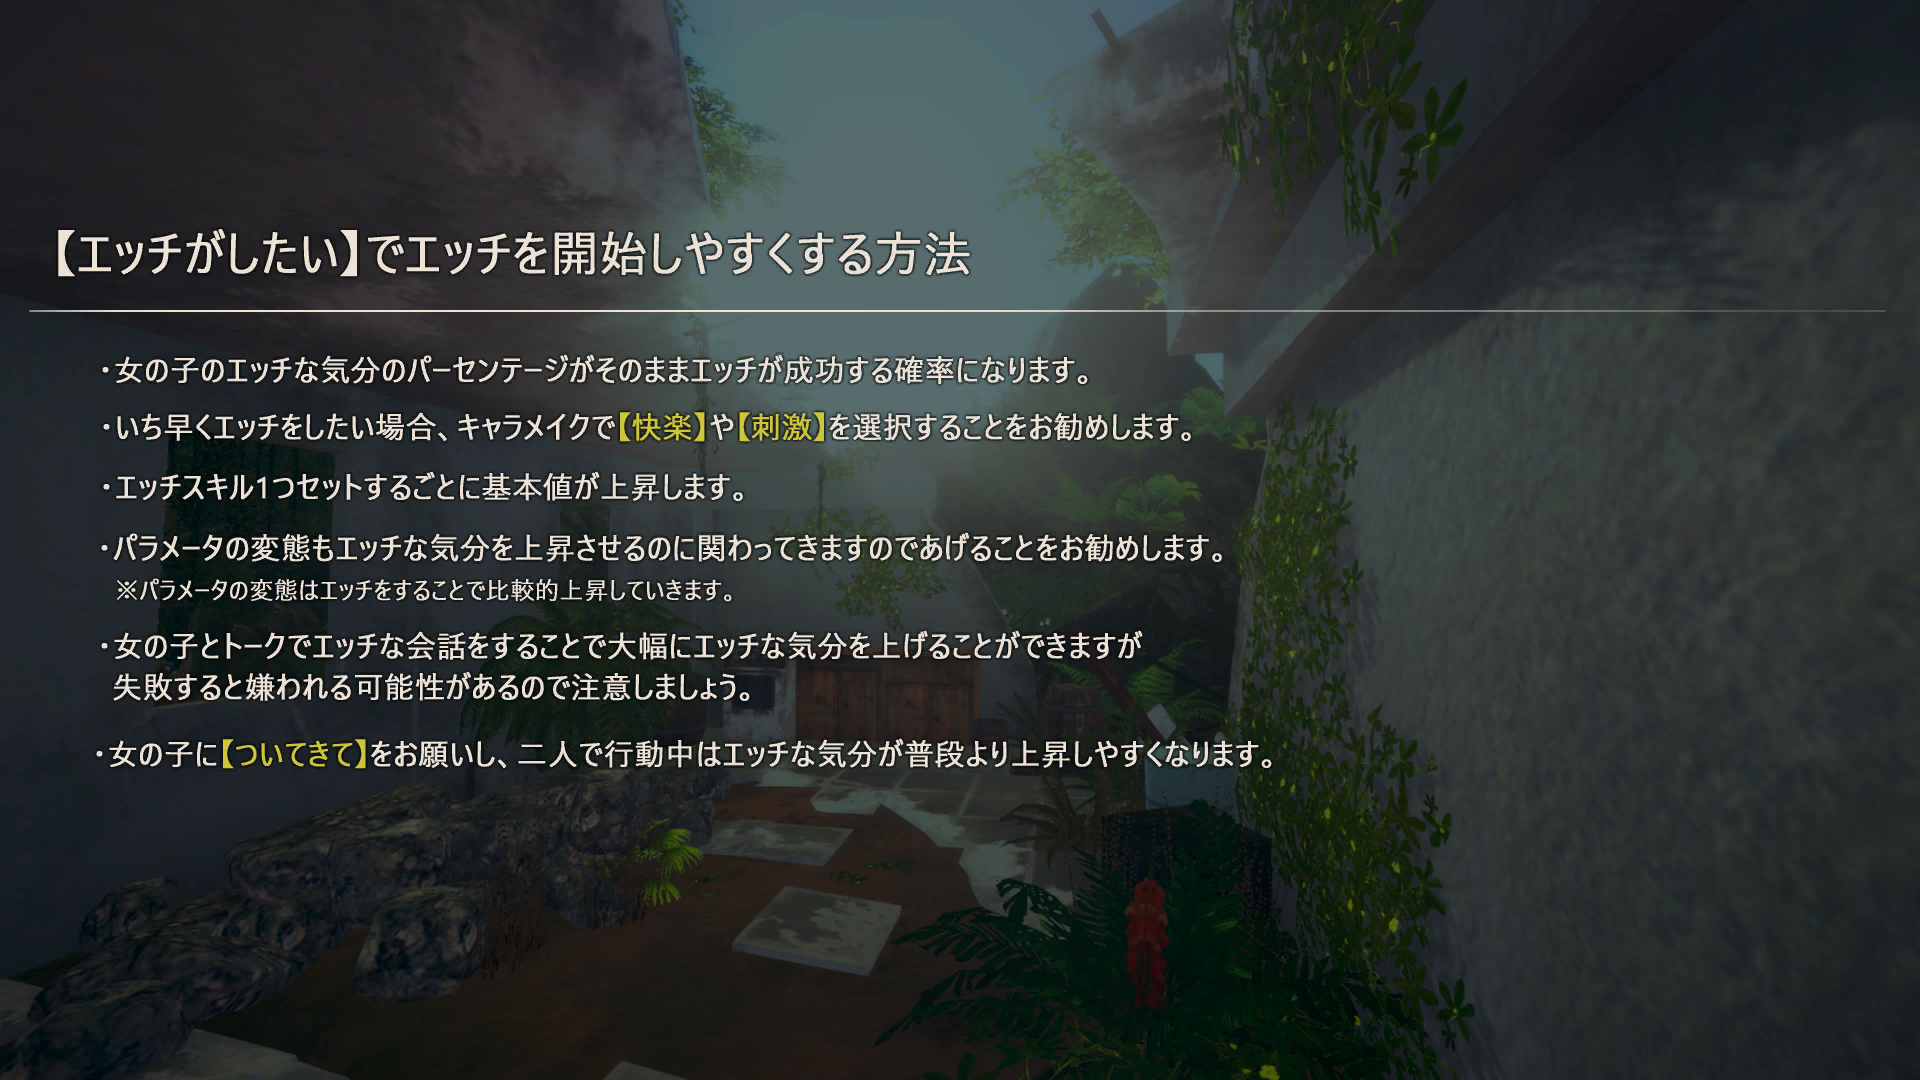 【エッチがしたい】でエッチを開始しやすくする方法
・女の子のエッチな気分のパーセンテージがそのままエッチが成功する確率になります。
・いち早くエッチをしたい場合、キャラメイクで【快楽】や【刺激】を選択することをお勧めします。
・エッチスキル1つセットするごとに基本値が上昇します。
・パラメータの変態もエッチな気分を上昇させるのに関わってきますのであげることをお勧めします。
※パラメータの変態はエッチをすることで比較的上昇していきます。
・女の子とトークでエッチな会話をすることで大幅にエッチな気分を上げることができますが
失敗すると嫌われる可能性があるので注意しましょう。
・女の子に【ついてきて】をお願いし、二人で行動中はエッチな気分が普段より上昇しやすくなります。